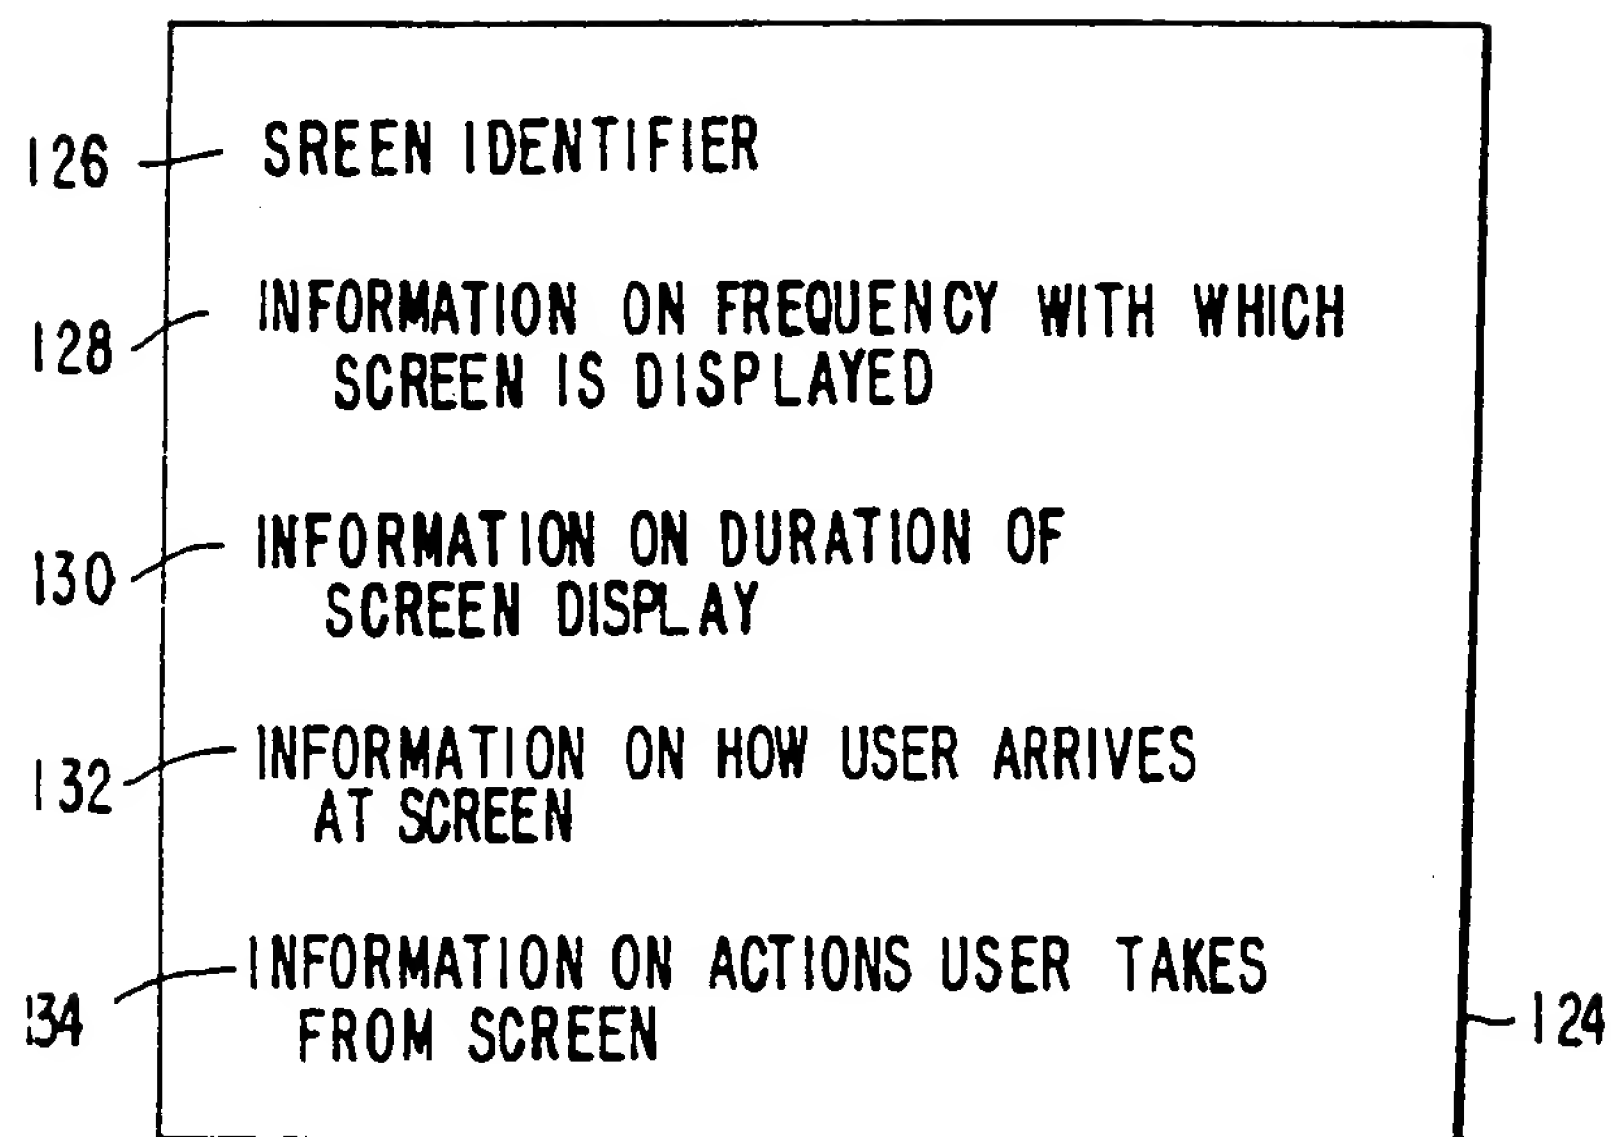 126 SREEN IDENTIFIER
128 INFORMATION ON FREQUENCY WITH WHICH
SCREEN IS DISPLAYED
130 INFORMATION ON DURATION OF
SCREEN DISPLAY
132 INFORMATION ON HOW USER ARRIVES
AT SCREEN
134 INFORMATION ON ACTIONS USER TAKES
FROM SCREEN
124